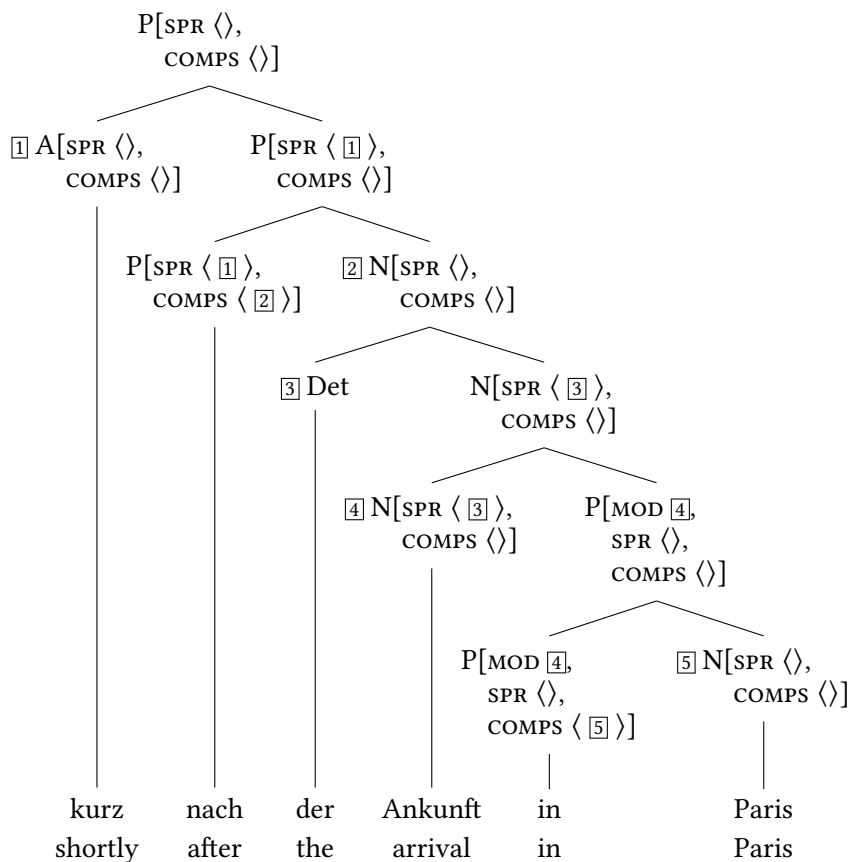 P[SPR ⟨⟩,
COMPS ⟨⟩]
1 A[SPR ⟨⟩, P[SPR ⟨ 1 ⟩,
COMPS ⟨⟩] COMPS ⟨⟩]
P[SPR ⟨ 1 ⟩, 2 N[SPR ⟨⟩,
COMPS ⟨ 2 ⟩] COMPS ⟨⟩]
3 Det N[SPR ⟨ 3 ⟩,
COMPS ⟨⟩]
4 N[SPR ⟨ 3 ⟩, P[MOD 4,
COMPS ⟨⟩] SPR ⟨⟩,
COMPS ⟨⟩]
P[MOD 4, 5 N[SPR ⟨⟩,
SPR ⟨⟩, COMPS ⟨⟩]
COMPS ⟨ 5 ⟩]
kurz nach der Ankunft in Paris
shortly after the arrival in Paris